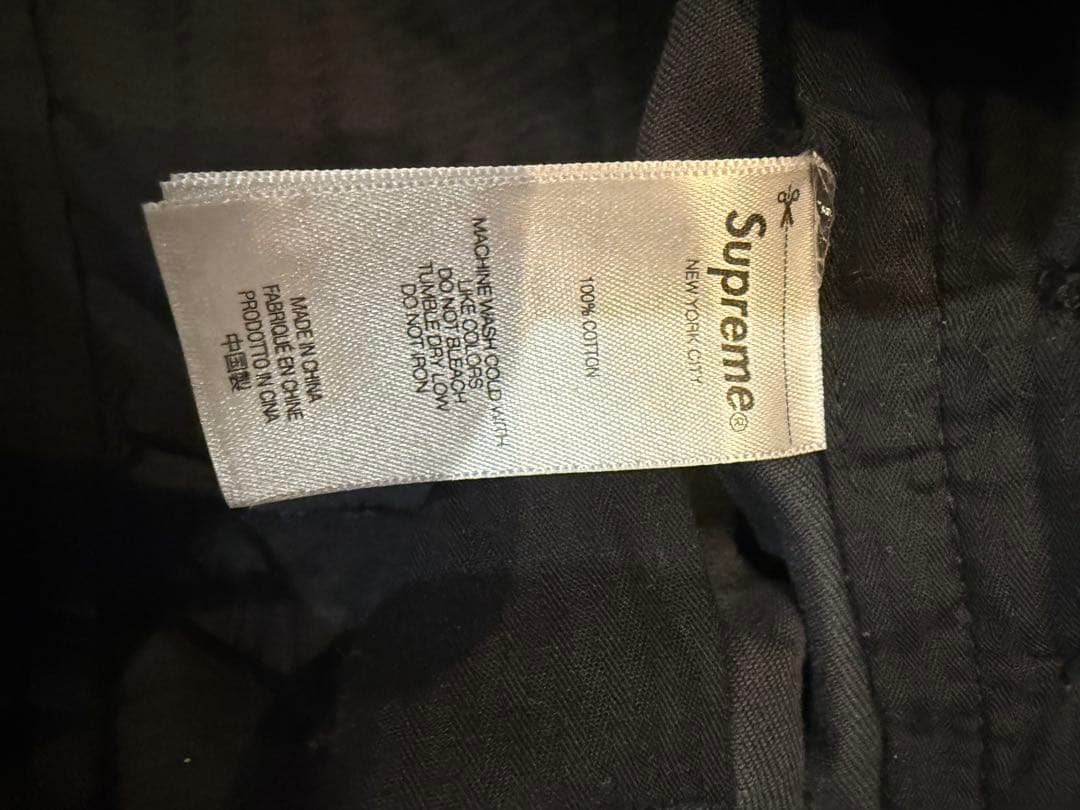 Supreme®
NEW YORK CITY
100% COTTON
MACHINE WASH COLD WITH
LIKE COLORS
DO NOT BLEACH
TUMBLE DRY LOW
DO NOT IRON
MADE IN CHINA
FABRIQUÉ EN CHINE
PRODOTTO IN CINA
中国製